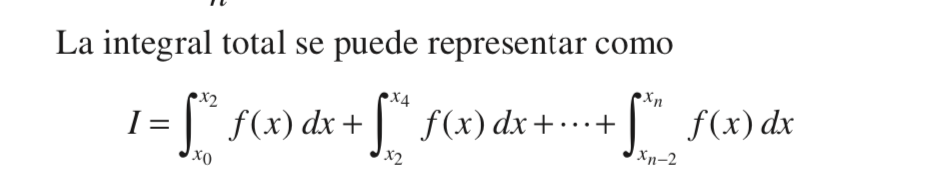 n
La integral total se puede representar como
I = ∫_{x_0}^{x_2} f(x) dx + ∫_{x_2}^{x_4} f(x) dx + ··· + ∫_{x_{n-2}}^{x_n} f(x) dx